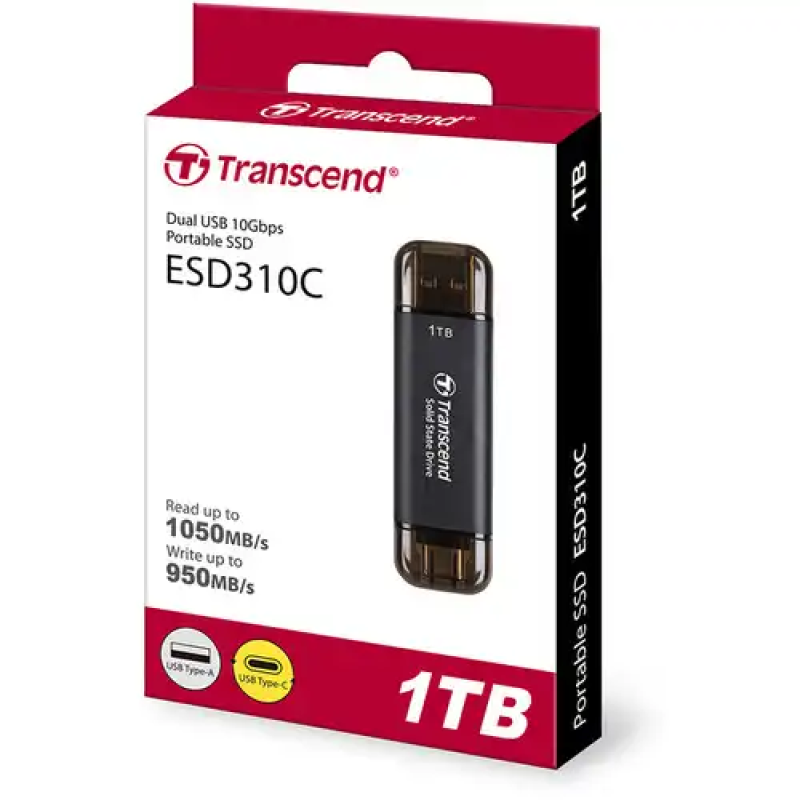 Transcend
Transcend®
Dual USB 10Gbps
Portable SSD
ESD310C
1TB
Transcend
Solid State Drive
Read up to
1050MB/s
Write up to
950MB/s
USB Type-A
USB Type-C
1TB
1TB
Portable SSD ESD310C